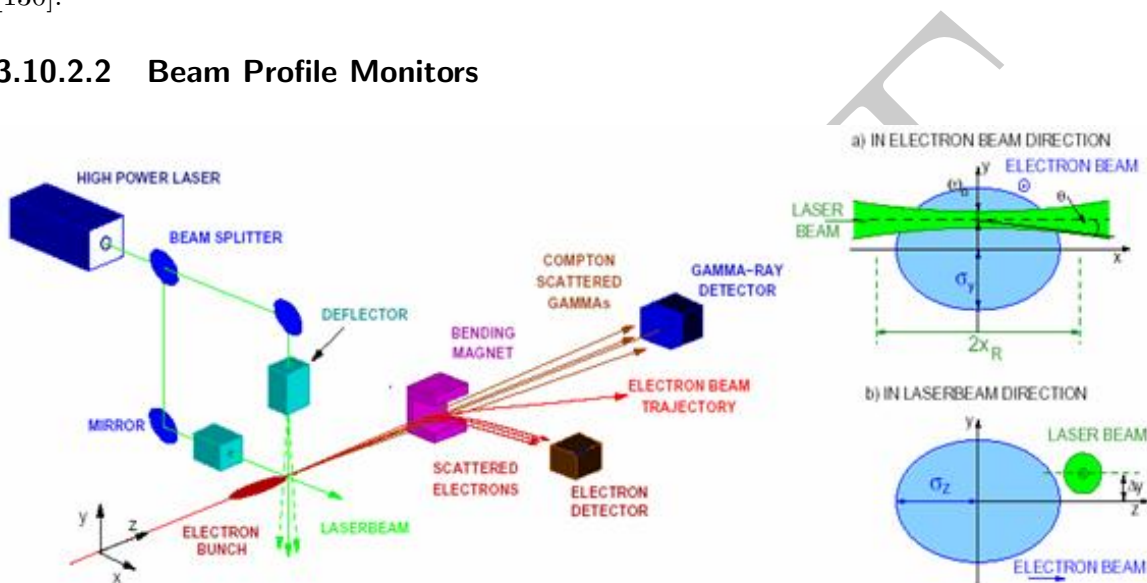 [130].
3.10.2.2 Beam Profile Monitors
HIGH POWER LASER
BEAM SPLITTER
DEFLECTOR
MIRROR
COMPTON
SCATTERED
GAMMAs
GAMMA-RAY
DETECTOR
BENDING
MAGNET
ELECTRON BEAM
TRAJECTORY
SCATTERED
ELECTRONS
ELECTRON
DETECTOR
LASERBEAM
ELECTRON
BUNCH
y
z
x
a) IN ELECTRON BEAM DIRECTION
y
ELECTRON BEAM
LASER
BEAM
θ
x
σy
2xR
b) IN LASERBEAM DIRECTION
y
LASER BEAM
σz
Δy
z
ELECTRON BEAM